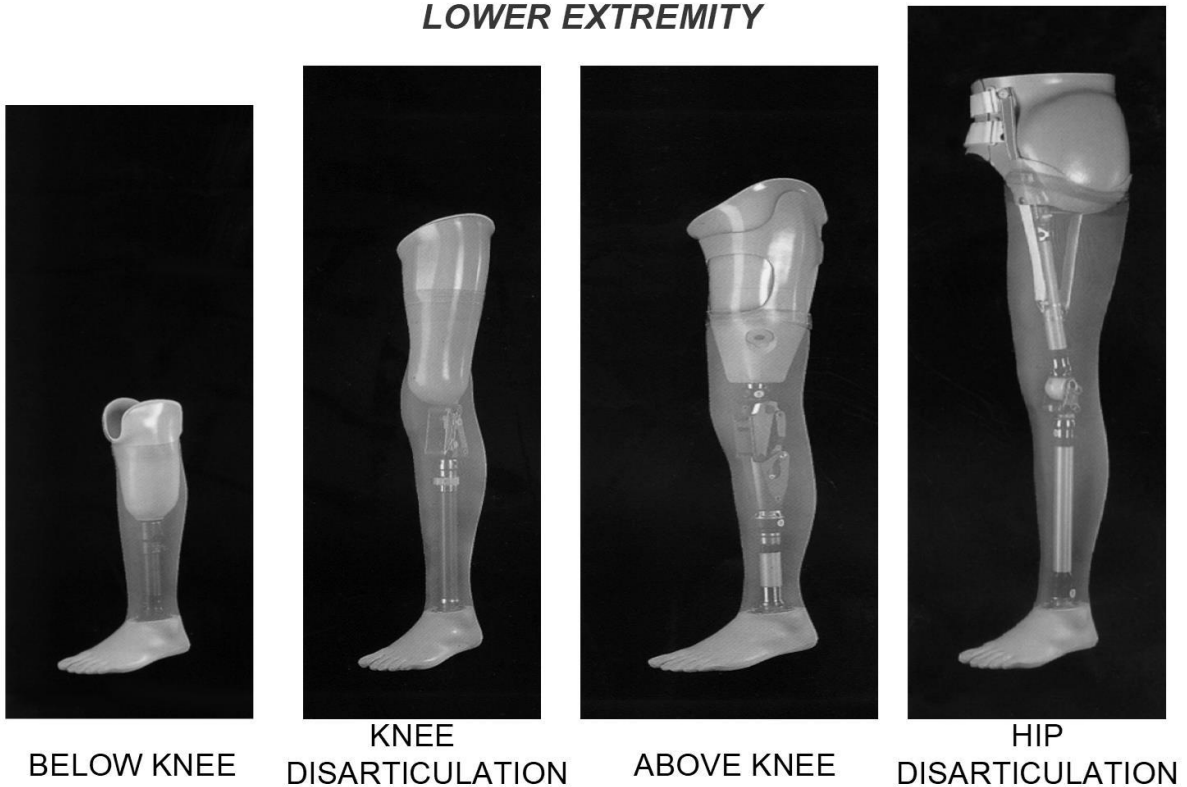 LOWER EXTREMITY
BELOW KNEE
KNEE
DISARTICULATION
ABOVE KNEE
HIP
DISARTICULATION